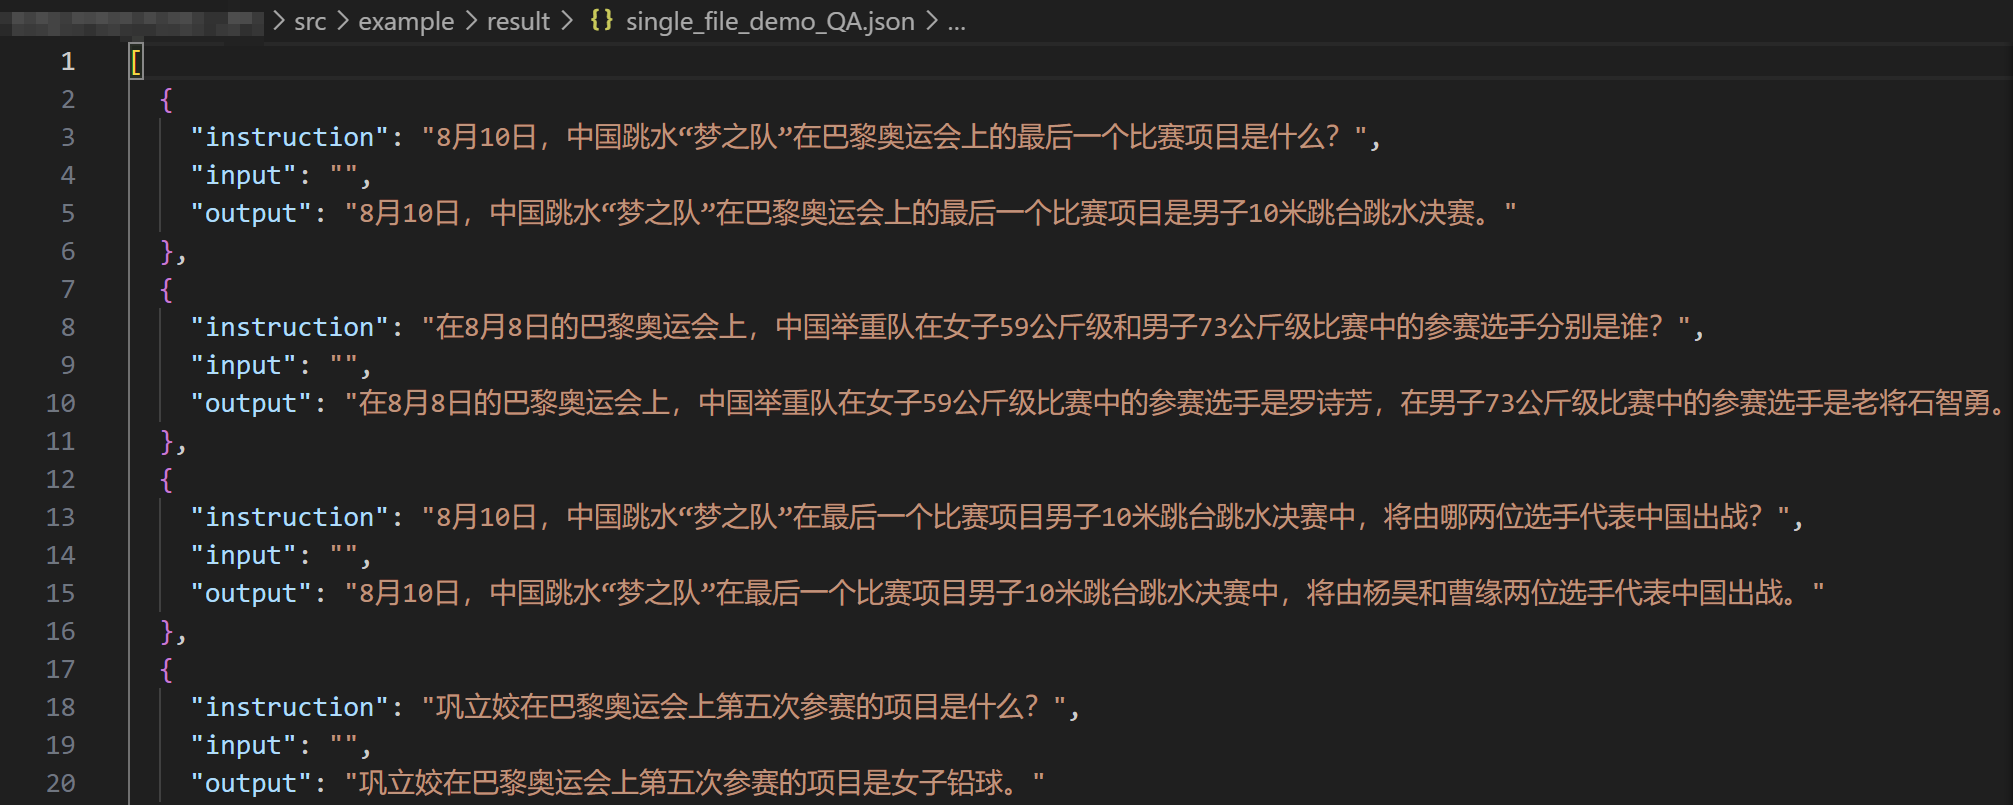 src > example > result > {} single_file_demo_QA.json > ...
1 [
2 {
3 "instruction": "8月10日，中国跳水“梦之队”在巴黎奥运会上的最后一个比赛项目是什么？",
4 "input": "",
5 "output": "8月10日，中国跳水“梦之队”在巴黎奥运会上的最后一个比赛项目是男子10米跳台跳水决赛。"
6 },
7 {
8 "instruction": "在8月8日的巴黎奥运会上，中国举重队在女子59公斤级和男子73公斤级比赛中的参赛选手分别是谁？",
9 "input": "",
10 "output": "在8月8日的巴黎奥运会上，中国举重队在女子59公斤级比赛中的参赛选手是罗诗芳，在男子73公斤级比赛中的参赛选手是老将石智勇。
11 },
12 {
13 "instruction": "8月10日，中国跳水“梦之队”在最后一个比赛项目男子10米跳台跳水决赛中，将由哪两位选手代表中国出战？",
14 "input": "",
15 "output": "8月10日，中国跳水“梦之队”在最后一个比赛项目男子10米跳台跳水决赛中，将由杨昊和曹缘两位选手代表中国出战。"
16 },
17 {
18 "instruction": "巩立姣在巴黎奥运会上第五次参赛的项目是什么？",
19 "input": "",
20 "output": "巩立姣在巴黎奥运会上第五次参赛的项目是女子铅球。"